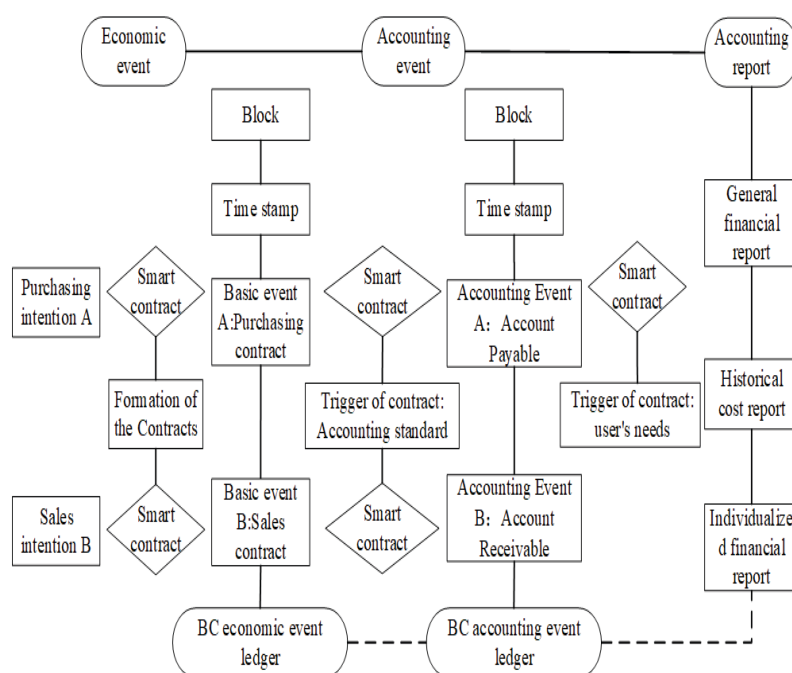 Economic
event
Accounting
event
Accounting
report
Block
Block
Time stamp
Time stamp
General
financial
report
Purchasing
intention A
Smart
contract
Basic event
A:Purchasing
contract
Smart
contract
Accounting Event
A: Account
Payable
Smart
contract
Formation of
the Contracts
Trigger of contract:
Accounting standard
Trigger of contract:
user's needs
Historical
cost report
Sales
intention B
Smart
contract
Basic event
B:Sales
contract
Smart
contract
Accounting Event
B: Account
Receivable
Individualize
d financial
report
BC economic event
ledger
BC accounting event
ledger